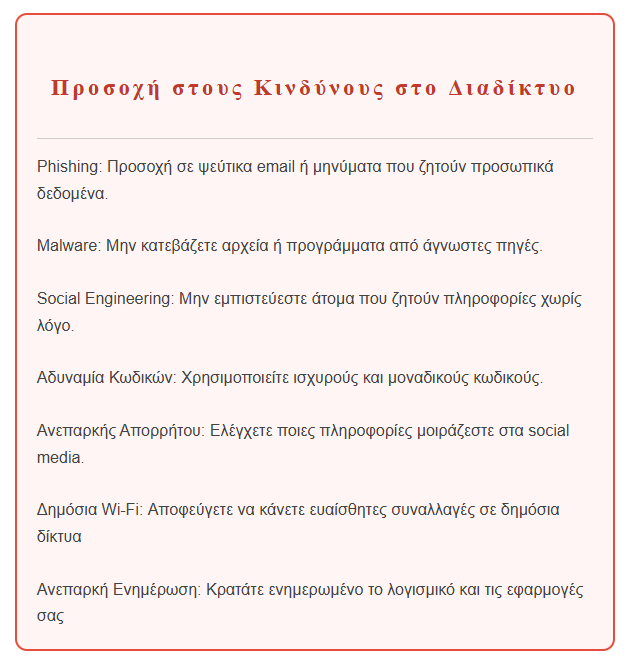 Προσοχή στους Κινδύνους στο Διαδίκτυο
Phishing: Προσοχή σε ψεύτικα email ή μηνύματα που ζητούν προσωπικά
δεδομένα.
Malware: Μην κατεβάζετε αρχεία ή προγράμματα από άγνωστες πηγές.
Social Engineering: Μην εμπιστεύεστε άτομα που ζητούν πληροφορίες χωρίς
λόγο.
Αδυναμία Κωδικών: Χρησιμοποιείτε ισχυρούς και μοναδικούς κωδικούς.
Ανεπαρκής Απορρήτου: Ελέγχετε ποιες πληροφορίες μοιράζεστε στα social
media.
Δημόσια Wi-Fi: Αποφεύγετε να κάνετε ευαίσθητες συναλλαγές σε δημόσια
δίκτυα
Ανεπαρκή Ενημέρωση: Κρατάτε ενημερωμένο το λογισμικό και τις εφαρμογές
σας